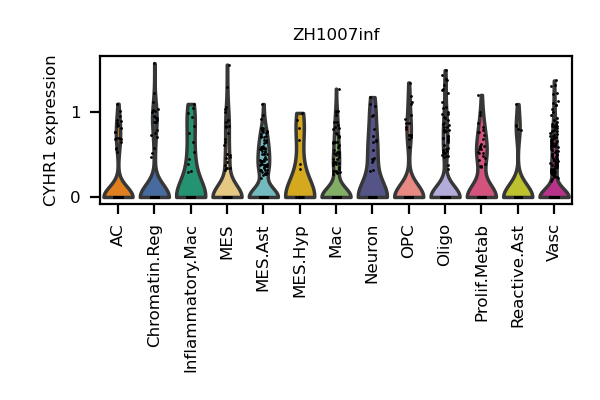 ZH1007inf
CYHR1 expression
1
0
AC
Chromatin.Reg
Inflammatory.Mac
MES
MES.Ast
MES.Hyp
Mac
Neuron
OPC
Oligo
Prolif.Metab
Reactive.Ast
Vasc